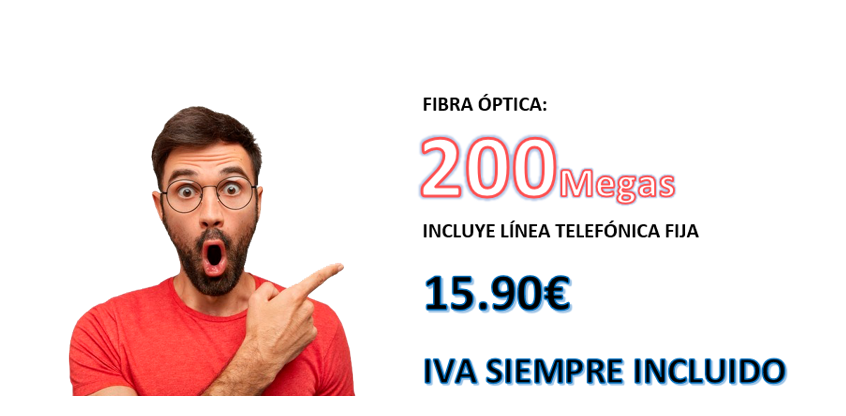 FIBRA ÓPTICA:
200Megas
INCLUYE LÍNEA TELEFÓNICA FIJA
15.90€
IVA SIEMPRE INCLUIDO